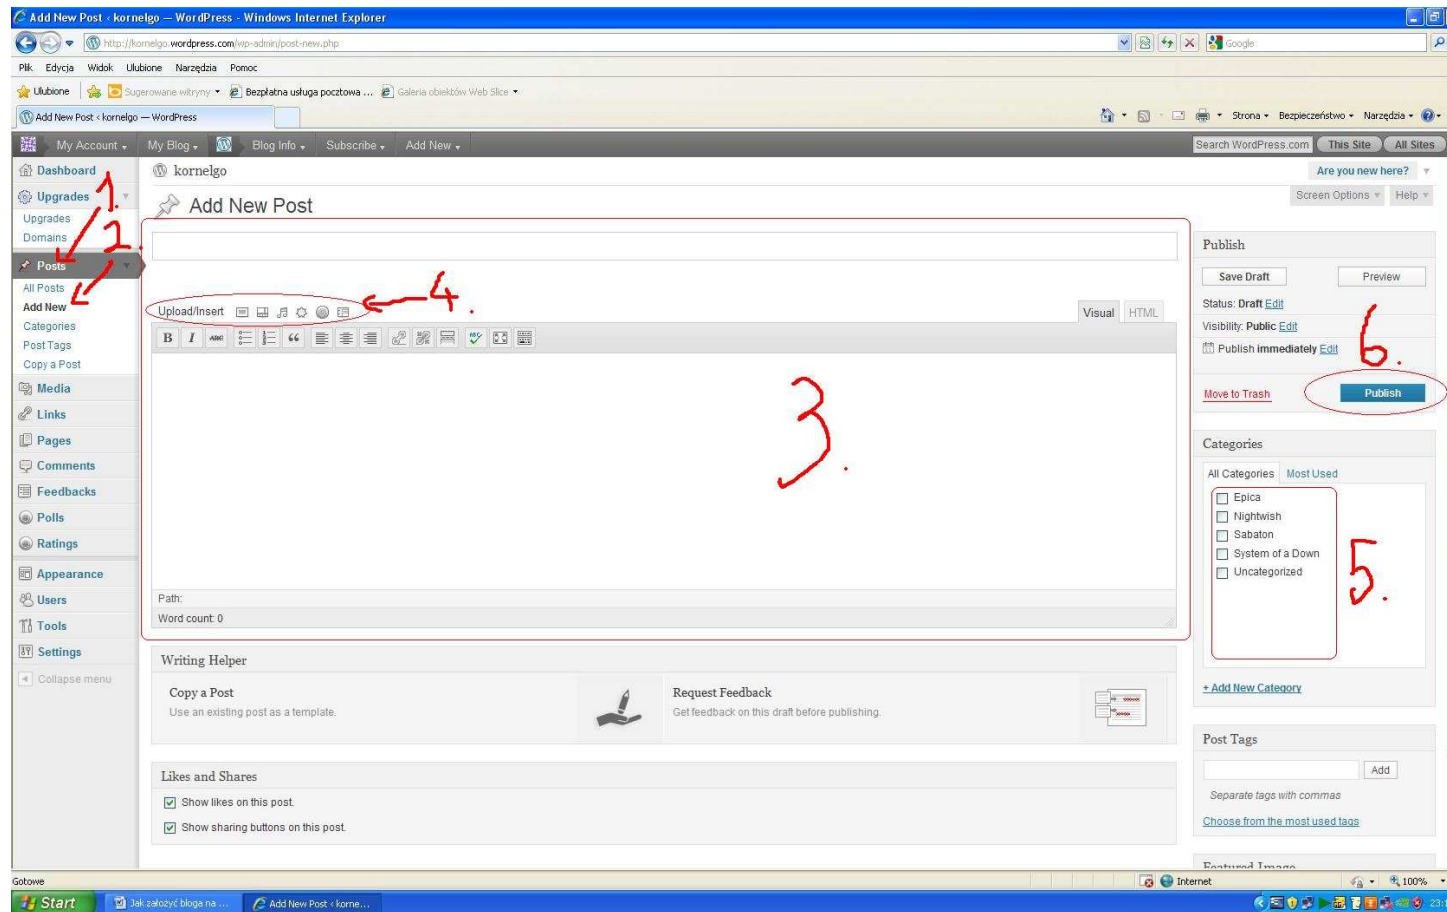 Add New Post ‹ kornelgo — WordPress - Windows Internet Explorer
http://kornelgo.wordpress.com/wp-admin/post-new.php
Google
Plik Edycja Widok Ulubione Narzędzia Pomoc
Ulubione Sugerowane witryny Bezpłatna usługa pocztowa ... Galeria obiektów Web Slice
Add New Post ‹ kornelgo — WordPress
Strona Bezpieczeństwo Narzędzia
My Account My Blog Blog Info Subscribe Add New
Search WordPress.com This Site All Sites
Dashboard
Upgrades
Upgrades
Domains
Posts
All Posts
Add New
Categories
Post Tags
Copy a Post
Media
Links
Pages
Comments
Feedbacks
Polls
Ratings
Appearance
Users
Tools
Settings
Collapse menu
1.
2.
kornelgo
Are you new here?
Add New Post
Screen Options Help
4.
Upload/Insert
Visual HTML
B I ABC
ABC
3.
Path:
Word count: 0
Writing Helper
Copy a Post
Use an existing post as a template.
Request Feedback
Get feedback on this draft before publishing.
Likes and Shares
Show likes on this post.
Show sharing buttons on this post.
Publish
Save Draft Preview
Status: Draft Edit
Visibility: Public Edit
Publish immediately Edit
6.
Move to Trash Publish
Categories
All Categories Most Used
Epica
Nightwish
Sabaton
System of a Down
Uncategorized
5.
+ Add New Category
Post Tags
Add
Separate tags with commas
Choose from the most used tags
Featured Image
Gotowe
Internet
100%
Start Jak założyć bloga na ... Add New Post ‹ korne...